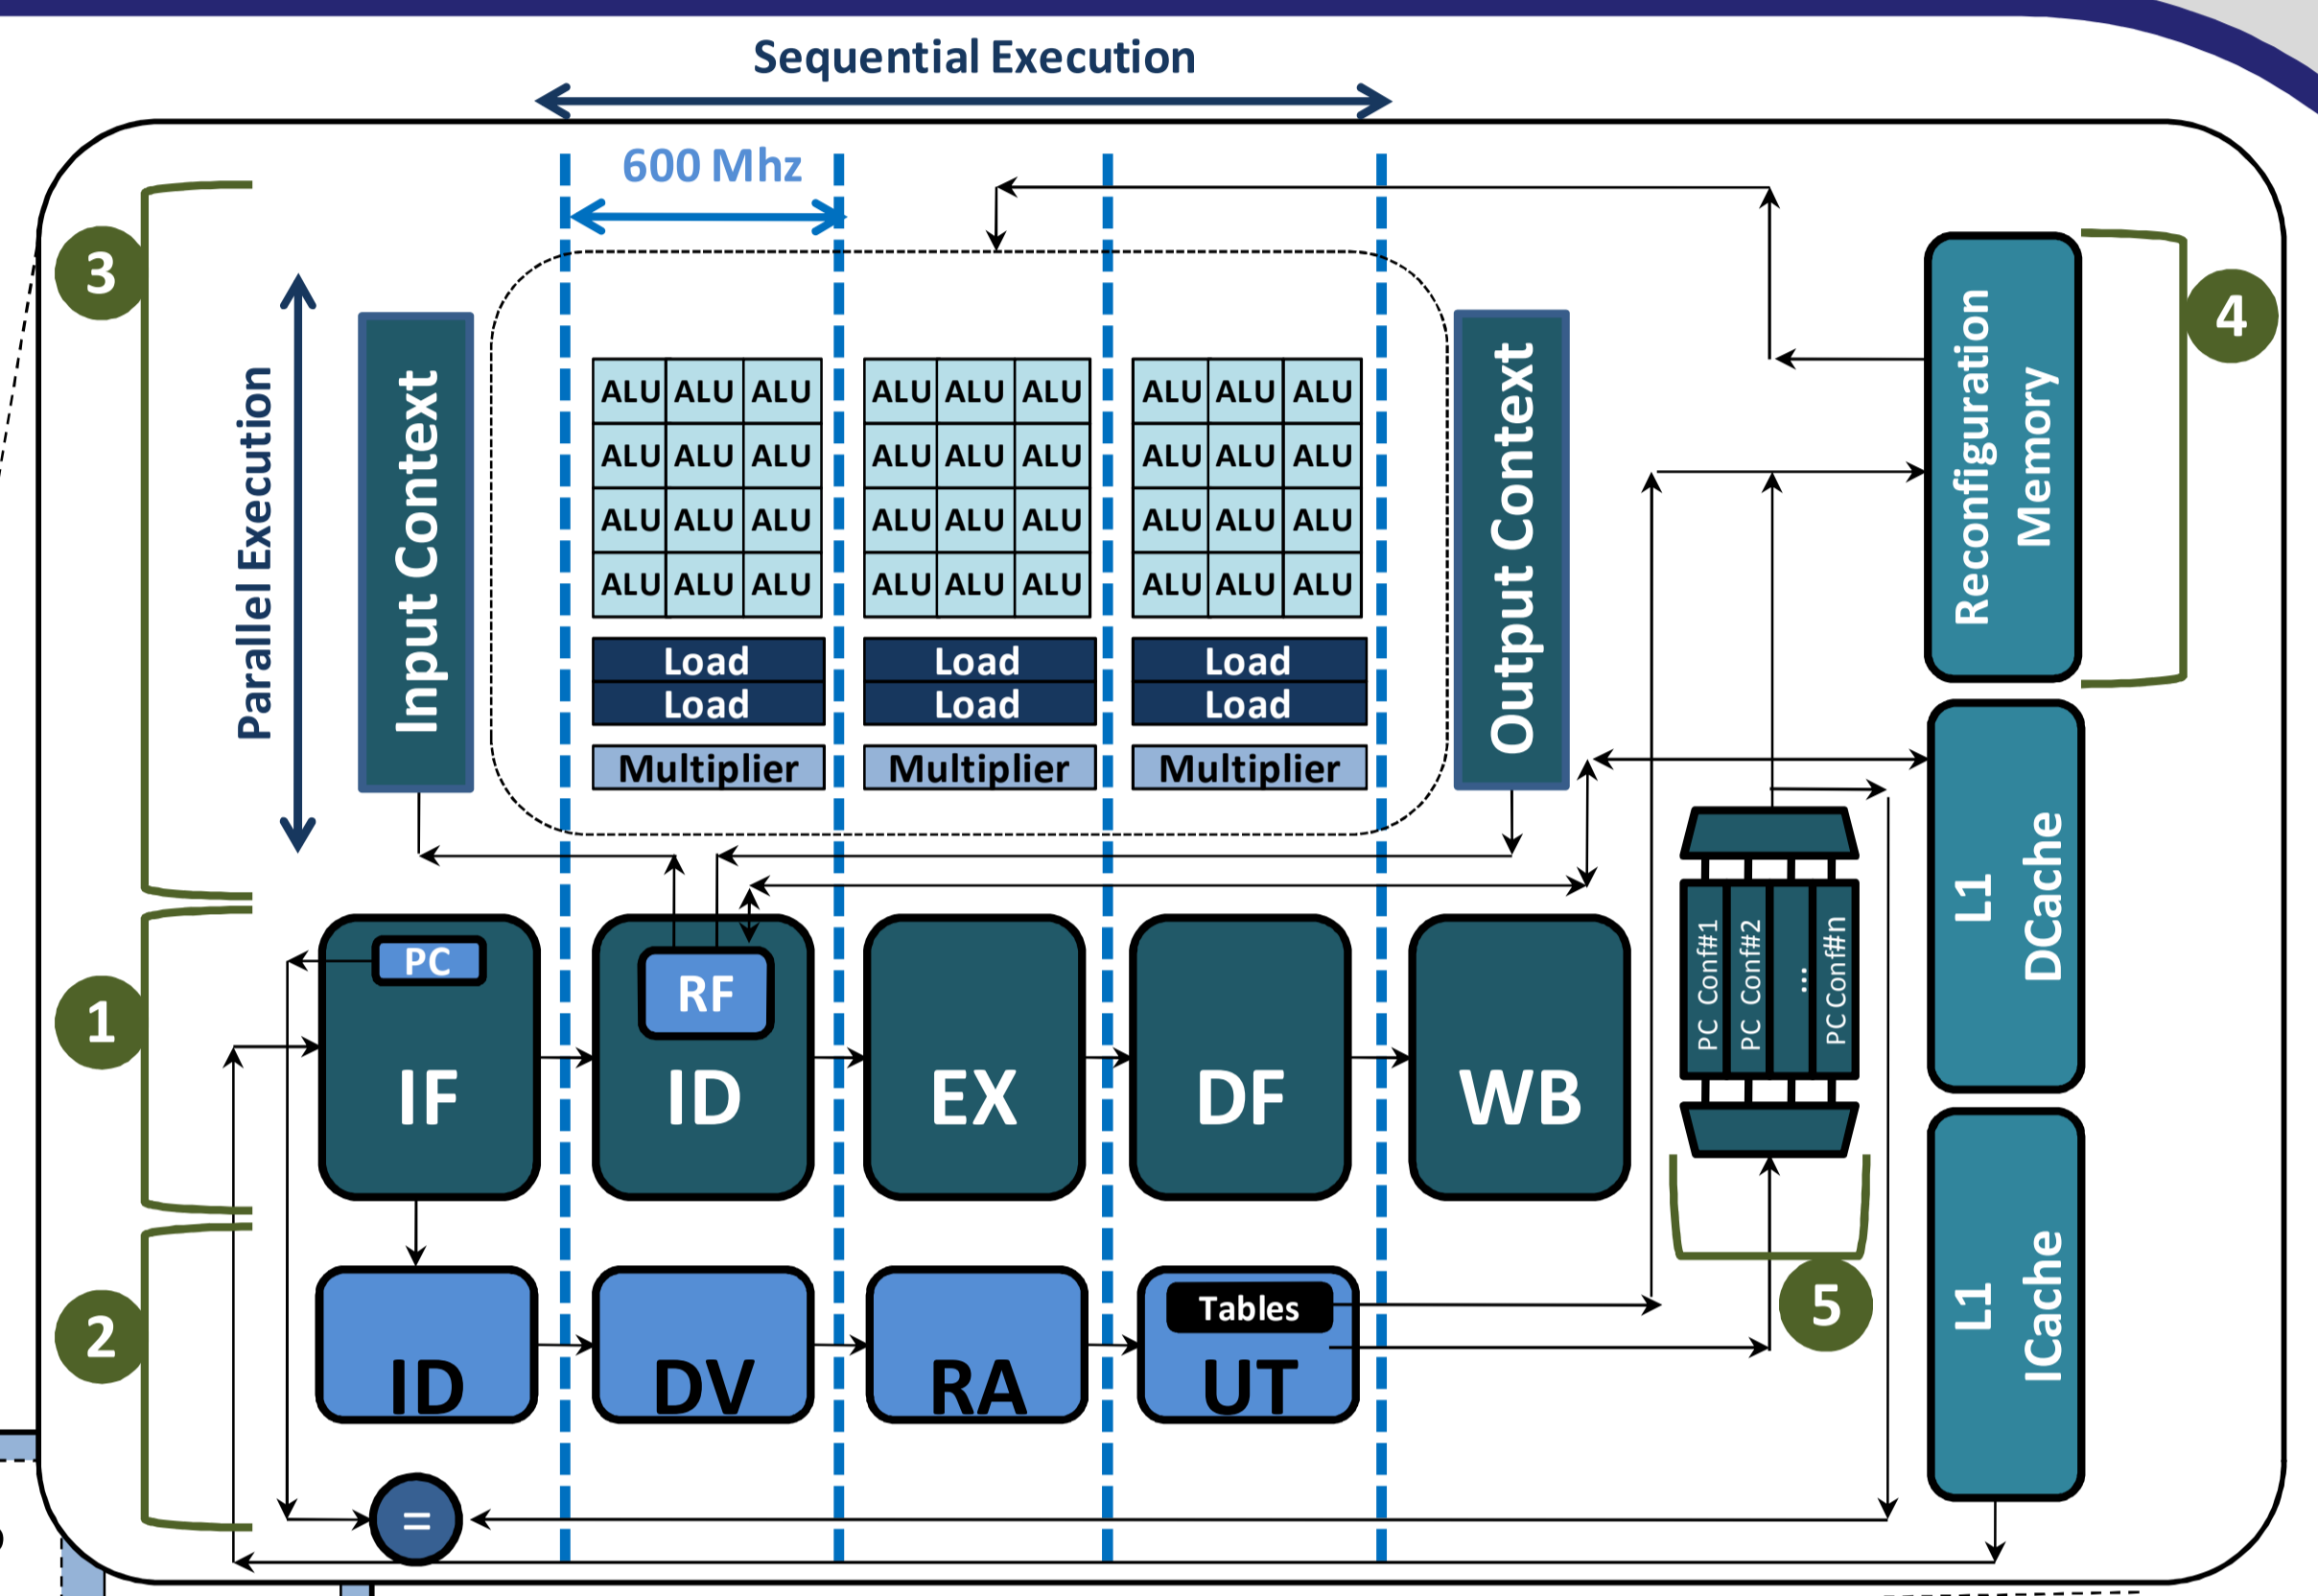 Sequential Execution
600 Mhz
3
4
Parallel Execution
Input Context
ALU ALU ALU ALU ALU ALU ALU ALU ALU
ALU ALU ALU ALU ALU ALU ALU ALU ALU
ALU ALU ALU ALU ALU ALU ALU ALU ALU
ALU ALU ALU ALU ALU ALU ALU ALU ALU
Load Load Load
Load Load Load
Multiplier Multiplier Multiplier
Output Context
Reconfiguration
Memory
1
PC
RF
IF ID EX DF WB
PC Conf#1
PC Conf#2
...
PC Conf#n
L1
DCache
2
Tables
ID DV RA UT
5
L1
ICache
=